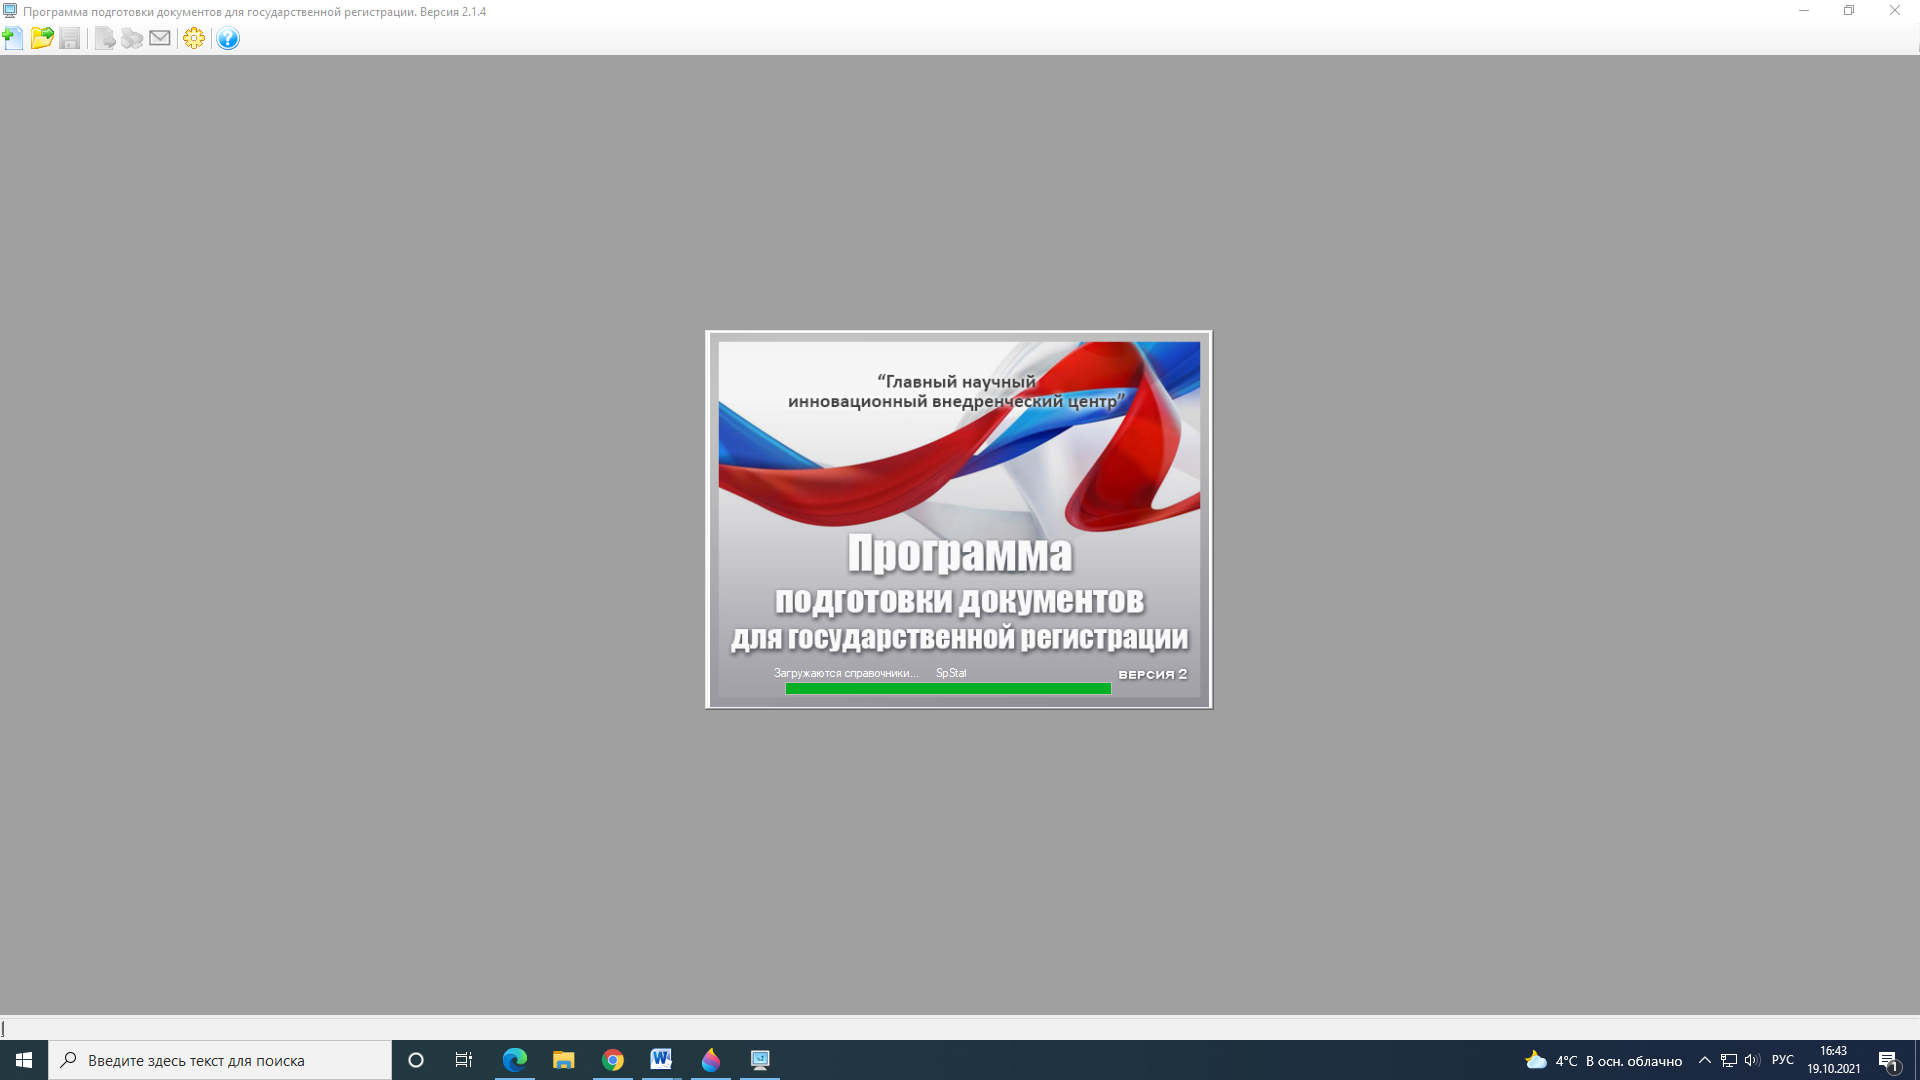 Программа подготовки документов для государственной регистрации. Версия 2.1.4
“Главный научный
инновационный внедренческий центр”
Программа
подготовки документов
для государственной регистрации
Загружаются справочники... SpStat
ВЕРСИЯ 2
Введите здесь текст для поиска
4°C В осн. облачно
РУС
16:43
19.10.2021
1